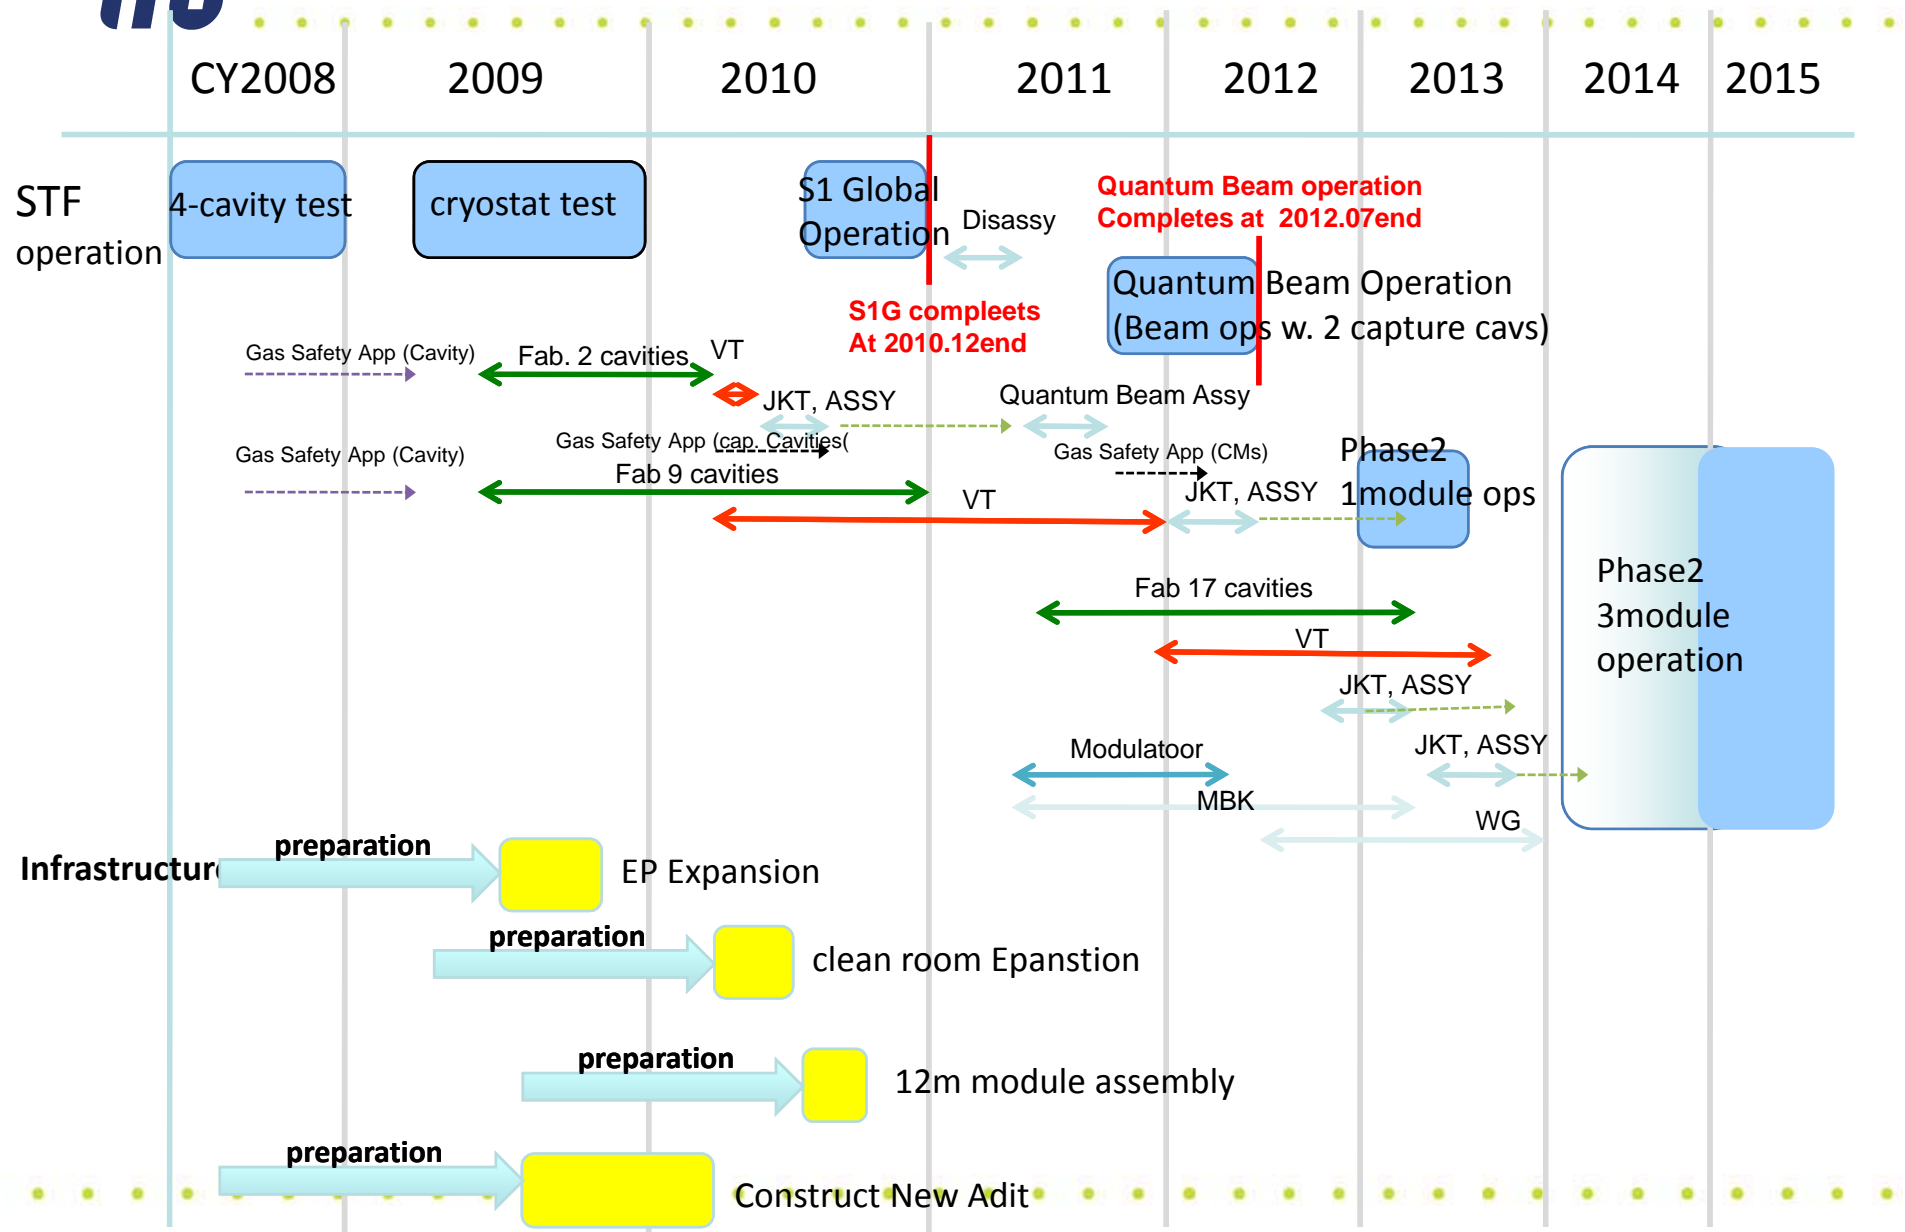 CY2008 2009 2010 2011 2012 2013 2014 2015
STF
operation
4-cavity test
cryostat test
S1 Global
Operation
Disassy
Quantum Beam operation
Completes at 2012.07end
Quantum Beam Operation
(Beam ops w. 2 capture cavs)
S1G compleets
At 2010.12end
Gas Safety App (Cavity)
Fab. 2 cavities
VT
JKT, ASSY
Quantum Beam Assy
Gas Safety App (Cavity)
Gas Safety App (cap. Cavities(
Fab 9 cavities
VT
Gas Safety App (CMs)
JKT, ASSY
Phase2
1module ops
Fab 17 cavities
VT
JKT, ASSY
JKT, ASSY
Phase2
3module
operation
Modulatoor
MBK
WG
Infrastructure
preparation
EP Expansion
preparation
clean room Epanstion
preparation
12m module assembly
preparation
Construct New Adit